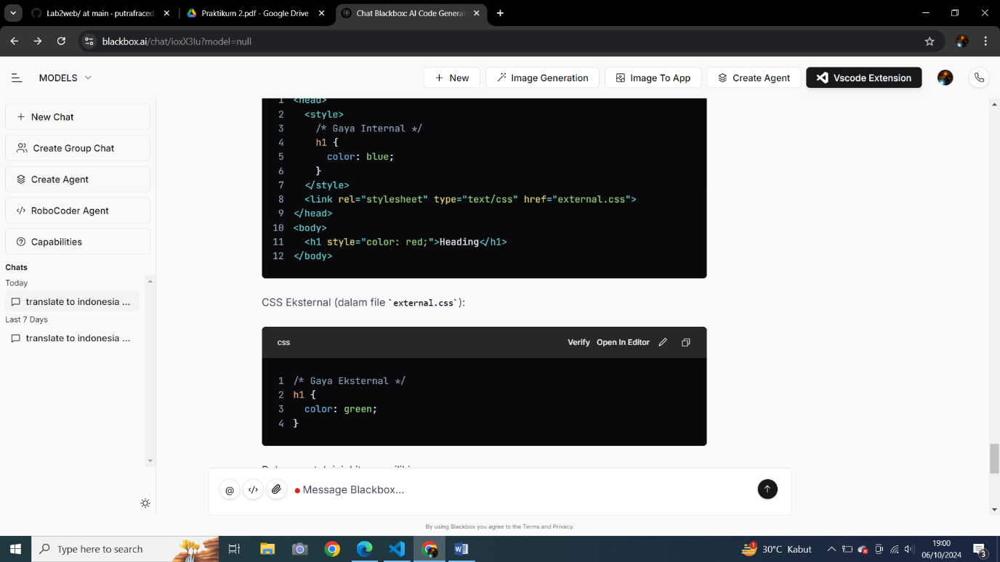 Lab2web/ at main · putrafraced
Praktikum 2.pdf - Google Drive
Chat Blackbox: AI Code Genera
blackbox.ai/chat/ioxX3Iu?model=null
MODELS
New
Image Generation
Image To App
Create Agent
Vscode Extension
New Chat
Create Group Chat
Create Agent
RoboCoder Agent
Capabilities
Chats
Today
translate to indonesia ...
Last 7 Days
translate to indonesia ...
1 <head>
2 <style>
3 /* Gaya Internal */
4 h1 {
5 color: blue;
6 }
7 </style>
8 <link rel="stylesheet" type="text/css" href="external.css">
9 </head>
10 <body>
11 <h1 style="color: red;">Heading</h1>
12 </body>
CSS Eksternal (dalam file `external.css`):
css
Verify Open In Editor
1 /* Gaya Eksternal */
2 h1 {
3 color: green;
4 }
@ </> Message Blackbox...
By using Blackbox you agree to the Terms and Privacy.
Type here to search
1
30°C Kabut
19:00
06/10/2024
3